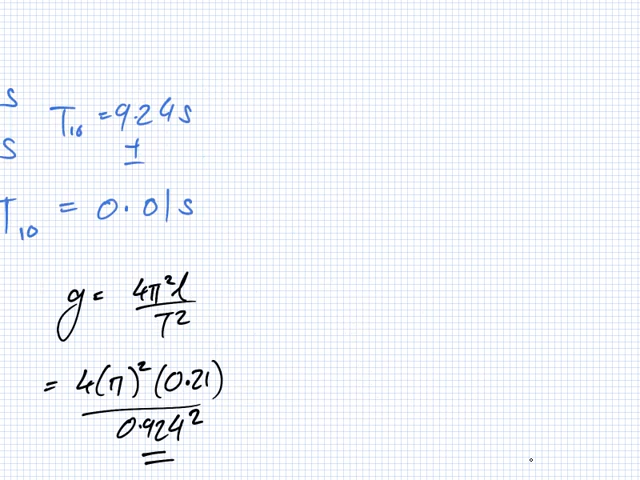 s
T₁₀ = 9.24 s
s
±
T₁₀ = 0.01 s
g = 4π²l / T²
= 4(π)²(0.21) / 0.924²